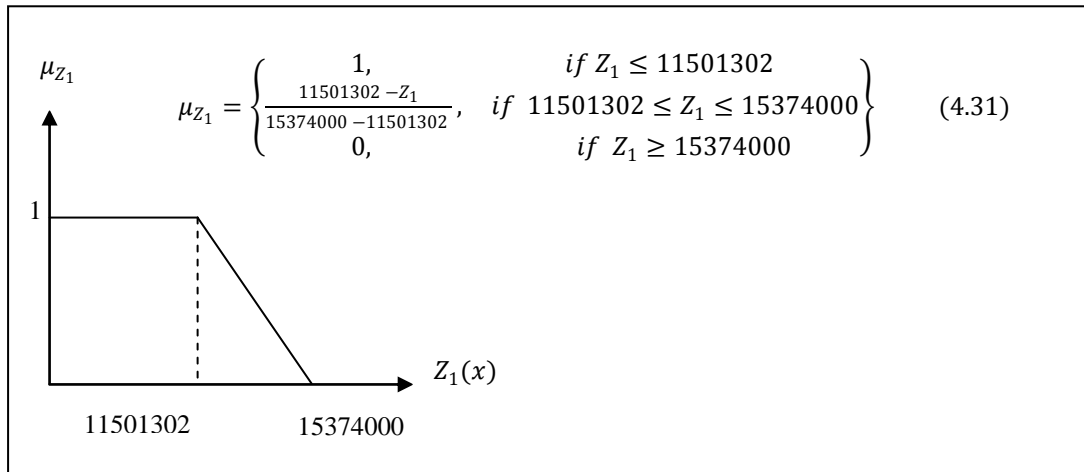 μ_{Z_1}
μ_{Z_1} = { 1, if Z_1 ≤ 11501302
\frac{11501302 − Z_1}{15374000 − 11501302}, if 11501302 ≤ Z_1 ≤ 15374000
0, if Z_1 ≥ 15374000 } (4.31)
1
Z_1(x)
11501302 15374000